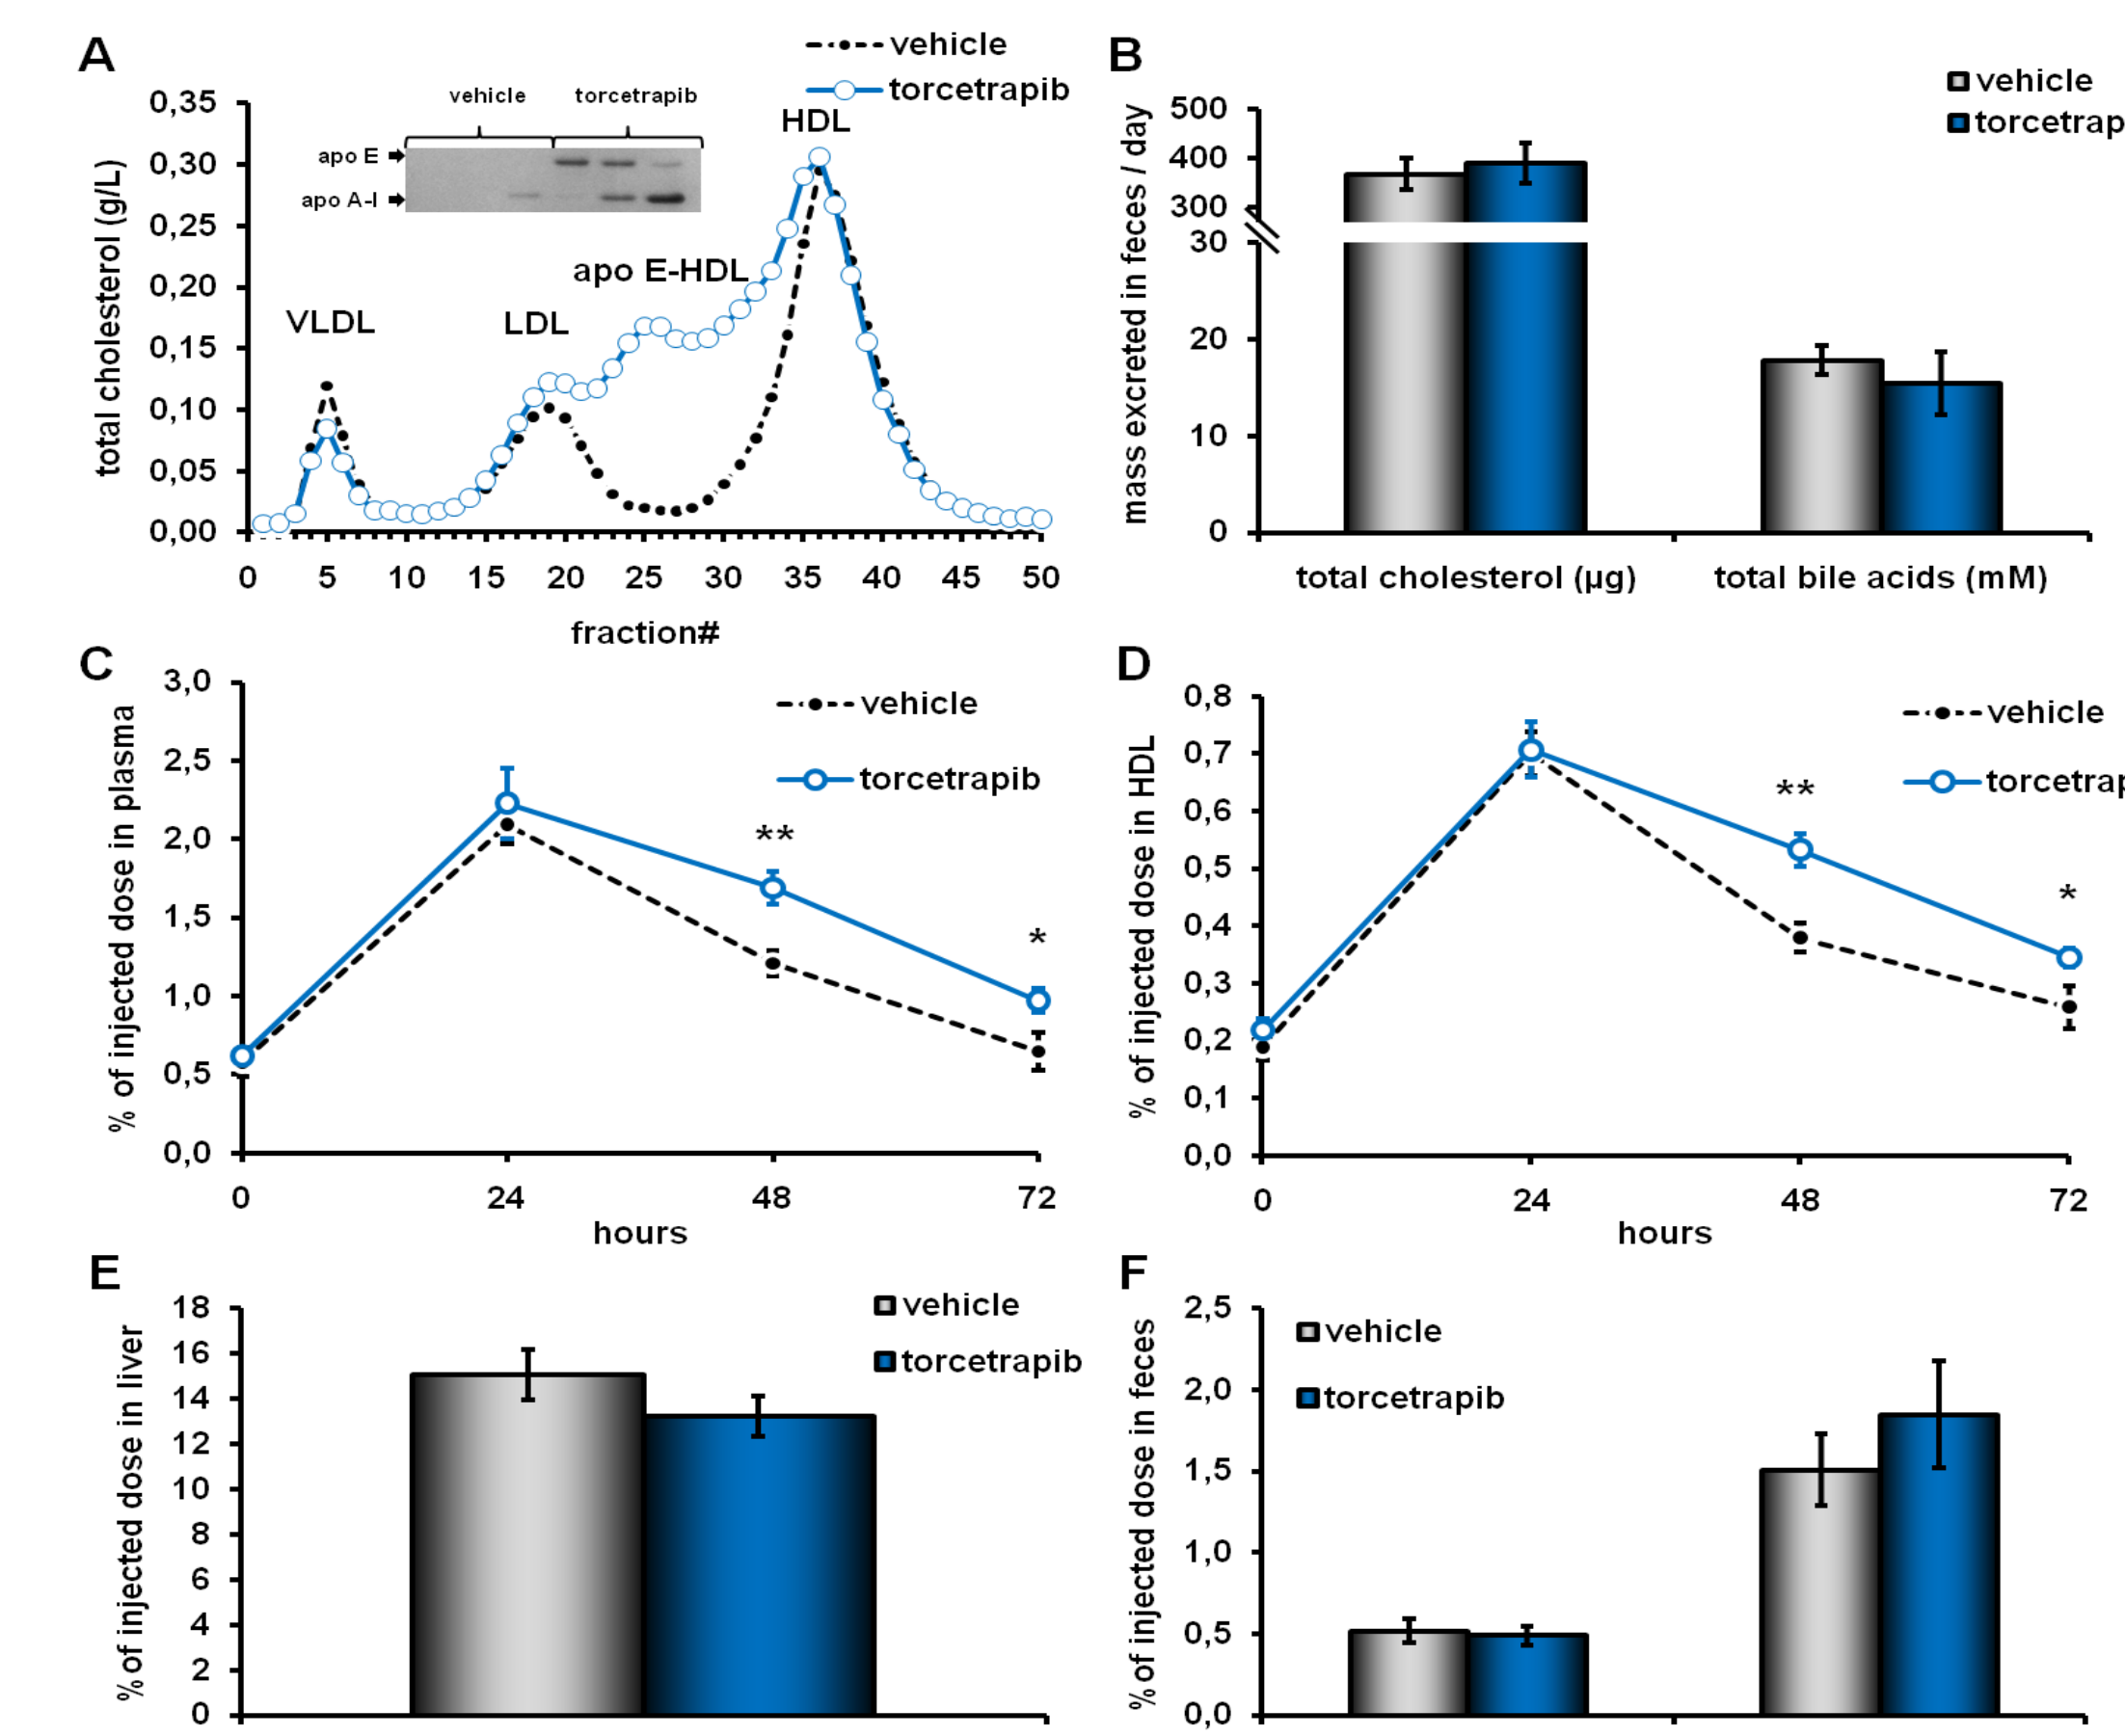 A
vehicle
torcetrapib
total cholesterol (g/L)
0,35
0,30
0,25
0,20
0,15
0,10
0,05
0,00
vehicle torcetrapib
apo E
apo A-I
VLDL
LDL
apo E-HDL
HDL
0 5 10 15 20 25 30 35 40 45 50
fraction#
B
vehicle
torcetrap
mass excreted in feces / day
500
400
300
30
20
10
0
total cholesterol (µg) total bile acids (mM)
C
vehicle
torcetrapib
% of injected dose in plasma
3,0
2,5
2,0
1,5
1,0
0,5
0,0
**
*
0 24 48 72
hours
D
vehicle
torcetrap
% of injected dose in HDL
0,8
0,7
0,6
0,5
0,4
0,3
0,2
0,1
0,0
**
*
0 24 48 72
hours
E
vehicle
torcetrapib
% of injected dose in liver
18
16
14
12
10
8
6
4
2
0
F
vehicle
torcetrapib
% of injected dose in feces
2,5
2,0
1,5
1,0
0,5
0,0